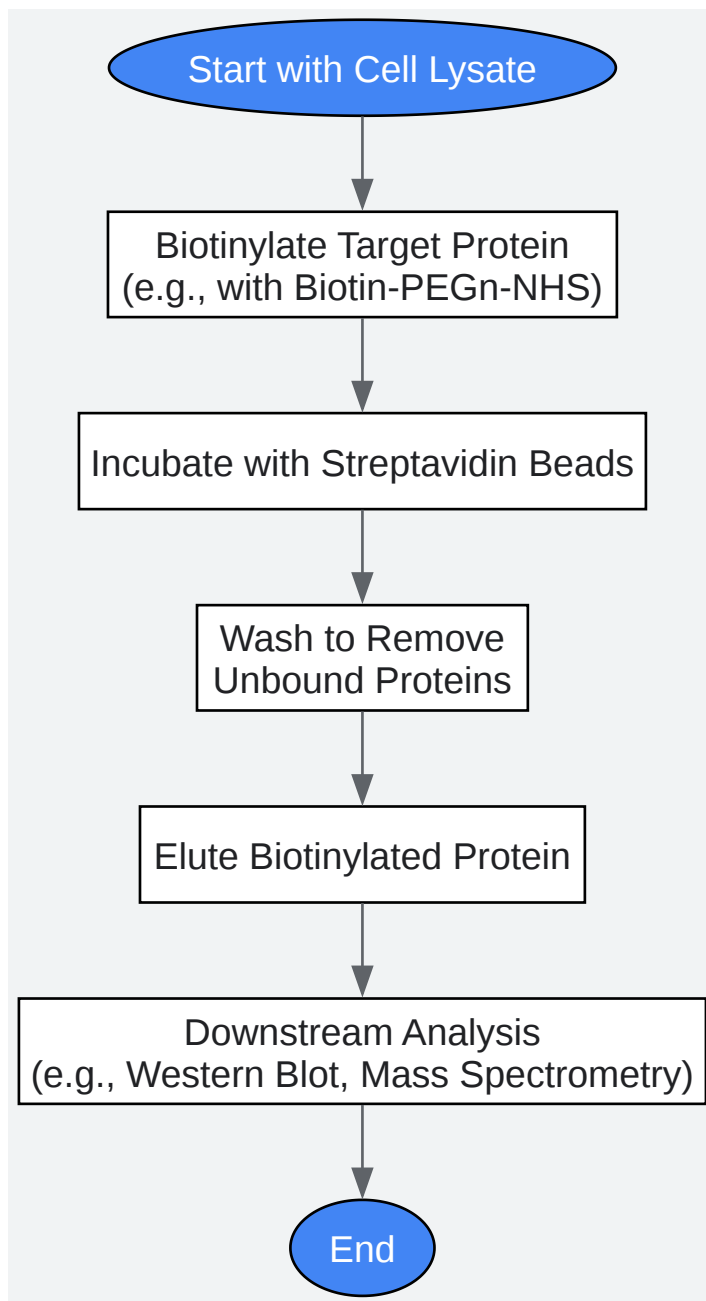 Start with Cell Lysate
Biotinylate Target Protein
(e.g., with Biotin-PEGn-NHS)
Incubate with Streptavidin Beads
Wash to Remove
Unbound Proteins
Elute Biotinylated Protein
Downstream Analysis
(e.g., Western Blot, Mass Spectrometry)
End